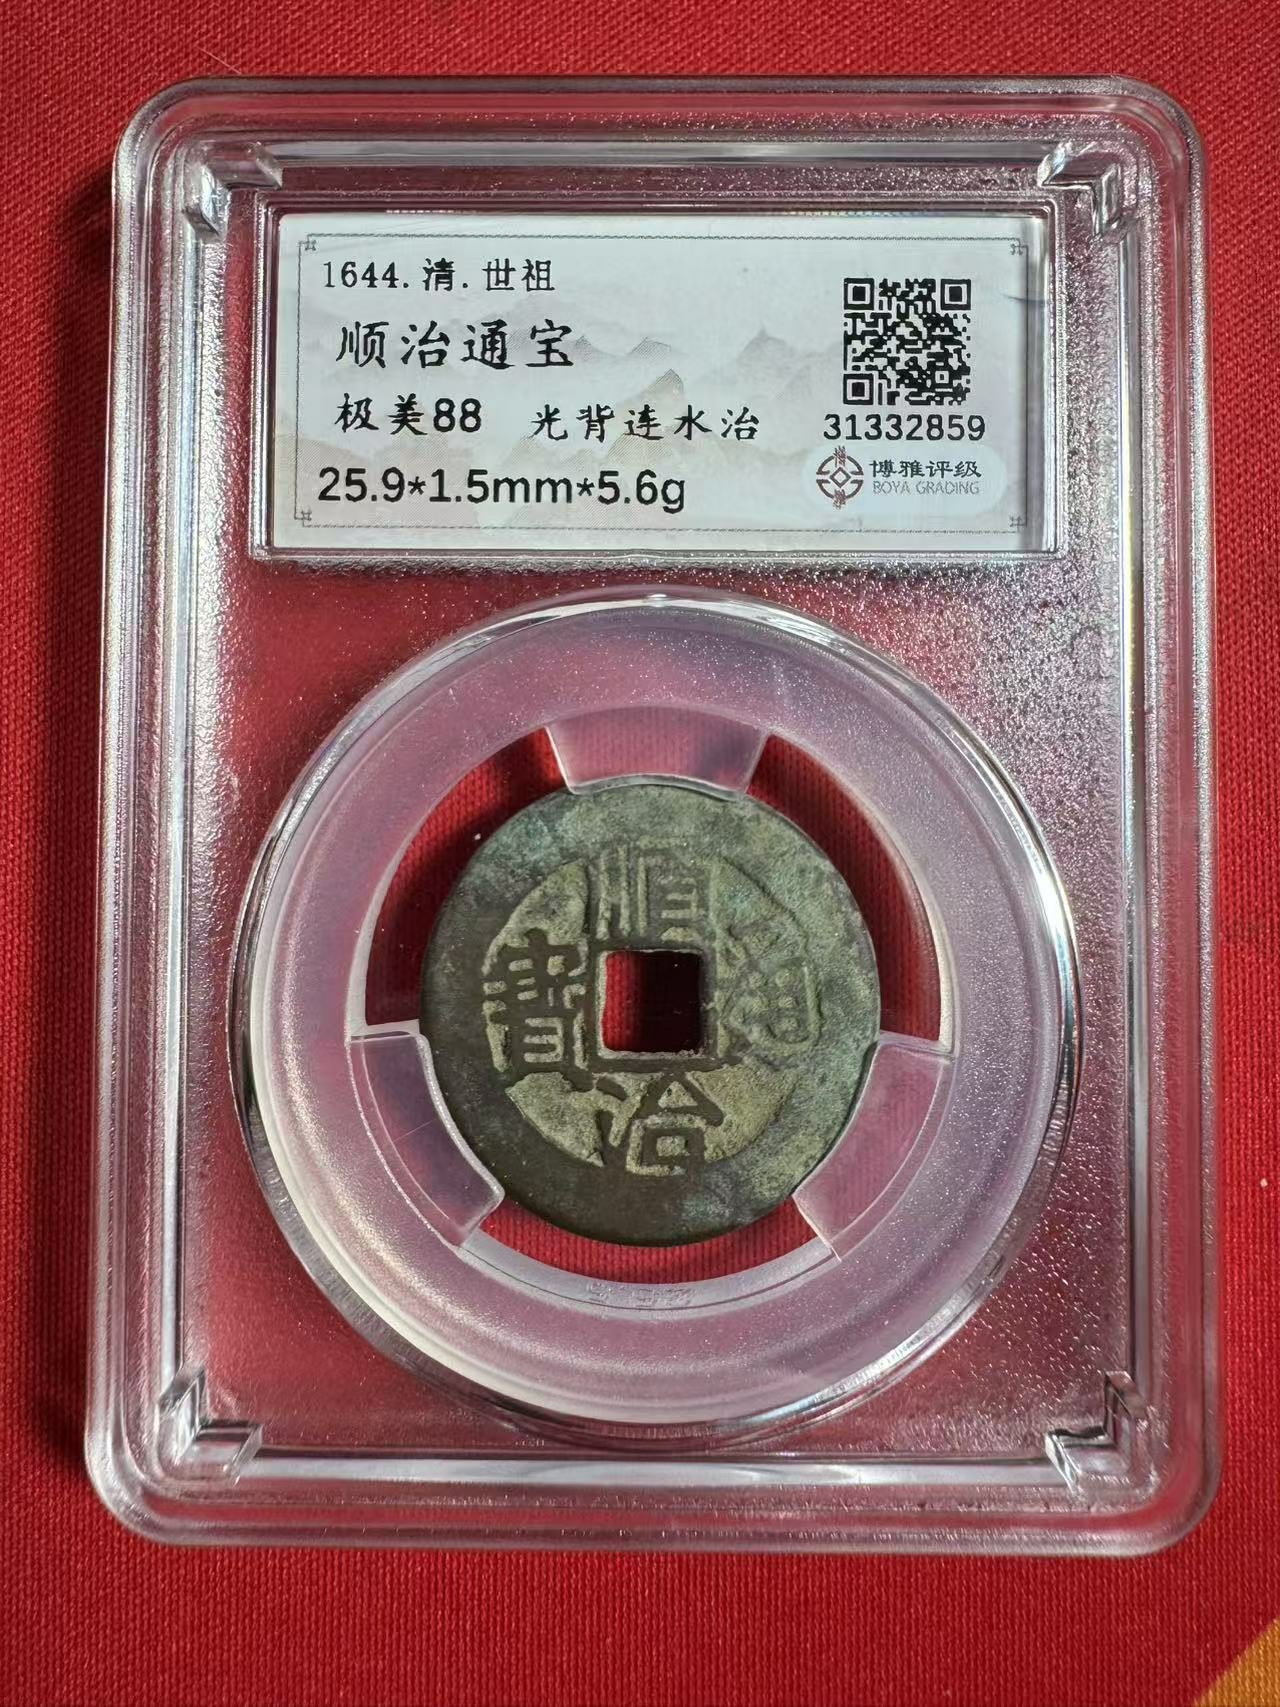 1644.清.世祖
顺治通宝
极美88 光背连水治
25.9*1.5mm*5.6g
31332859
博雅评级
BOYA GRADING
順
寶 通
治